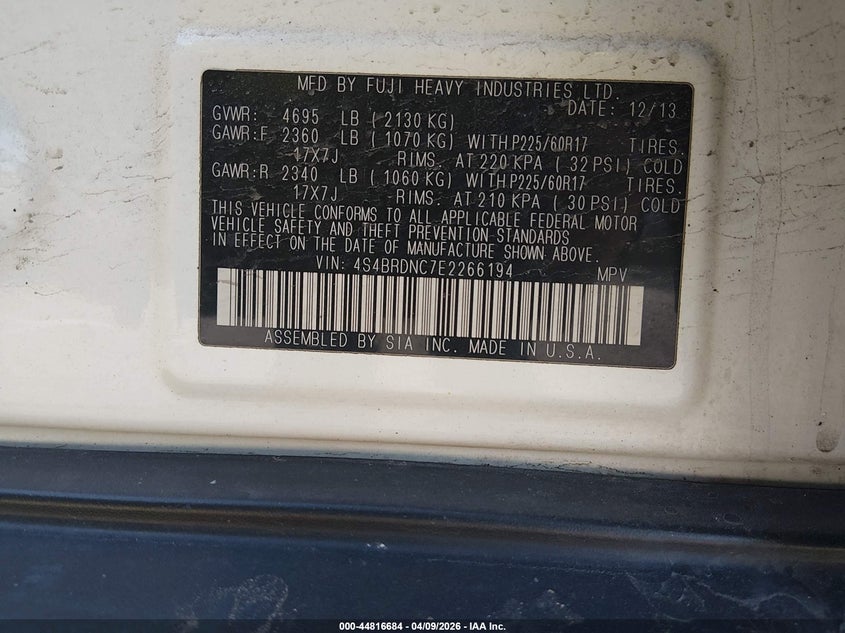 MFD BY FUJI HEAVY INDUSTRIES LTD.
DATE: 12/13
GVWR: 4695 LB ( 2130 KG)
GAWR:F 2360 LB ( 1070 KG) WITH P225/60R17 TIRES.
17X7J RIMS. AT 220 KPA ( 32 PSI) COLD
GAWR:R 2340 LB ( 1060 KG) WITH P225/60R17 TIRES.
17X7J RIMS. AT 210 KPA ( 30 PSI) COLD
THIS VEHICLE CONFORMS TO ALL APPLICABLE FEDERAL MOTOR
VEHICLE SAFETY AND THEFT PREVENTION STANDARDS
IN EFFECT ON THE DATE OF MANUFACTURE SHOWN ABOVE.
VIN: 4S4BRDNC7E2266194 MPV
ASSEMBLED BY SIA INC. MADE IN U.S.A.
000-44816684 - 04/09/2026 - IAA Inc.